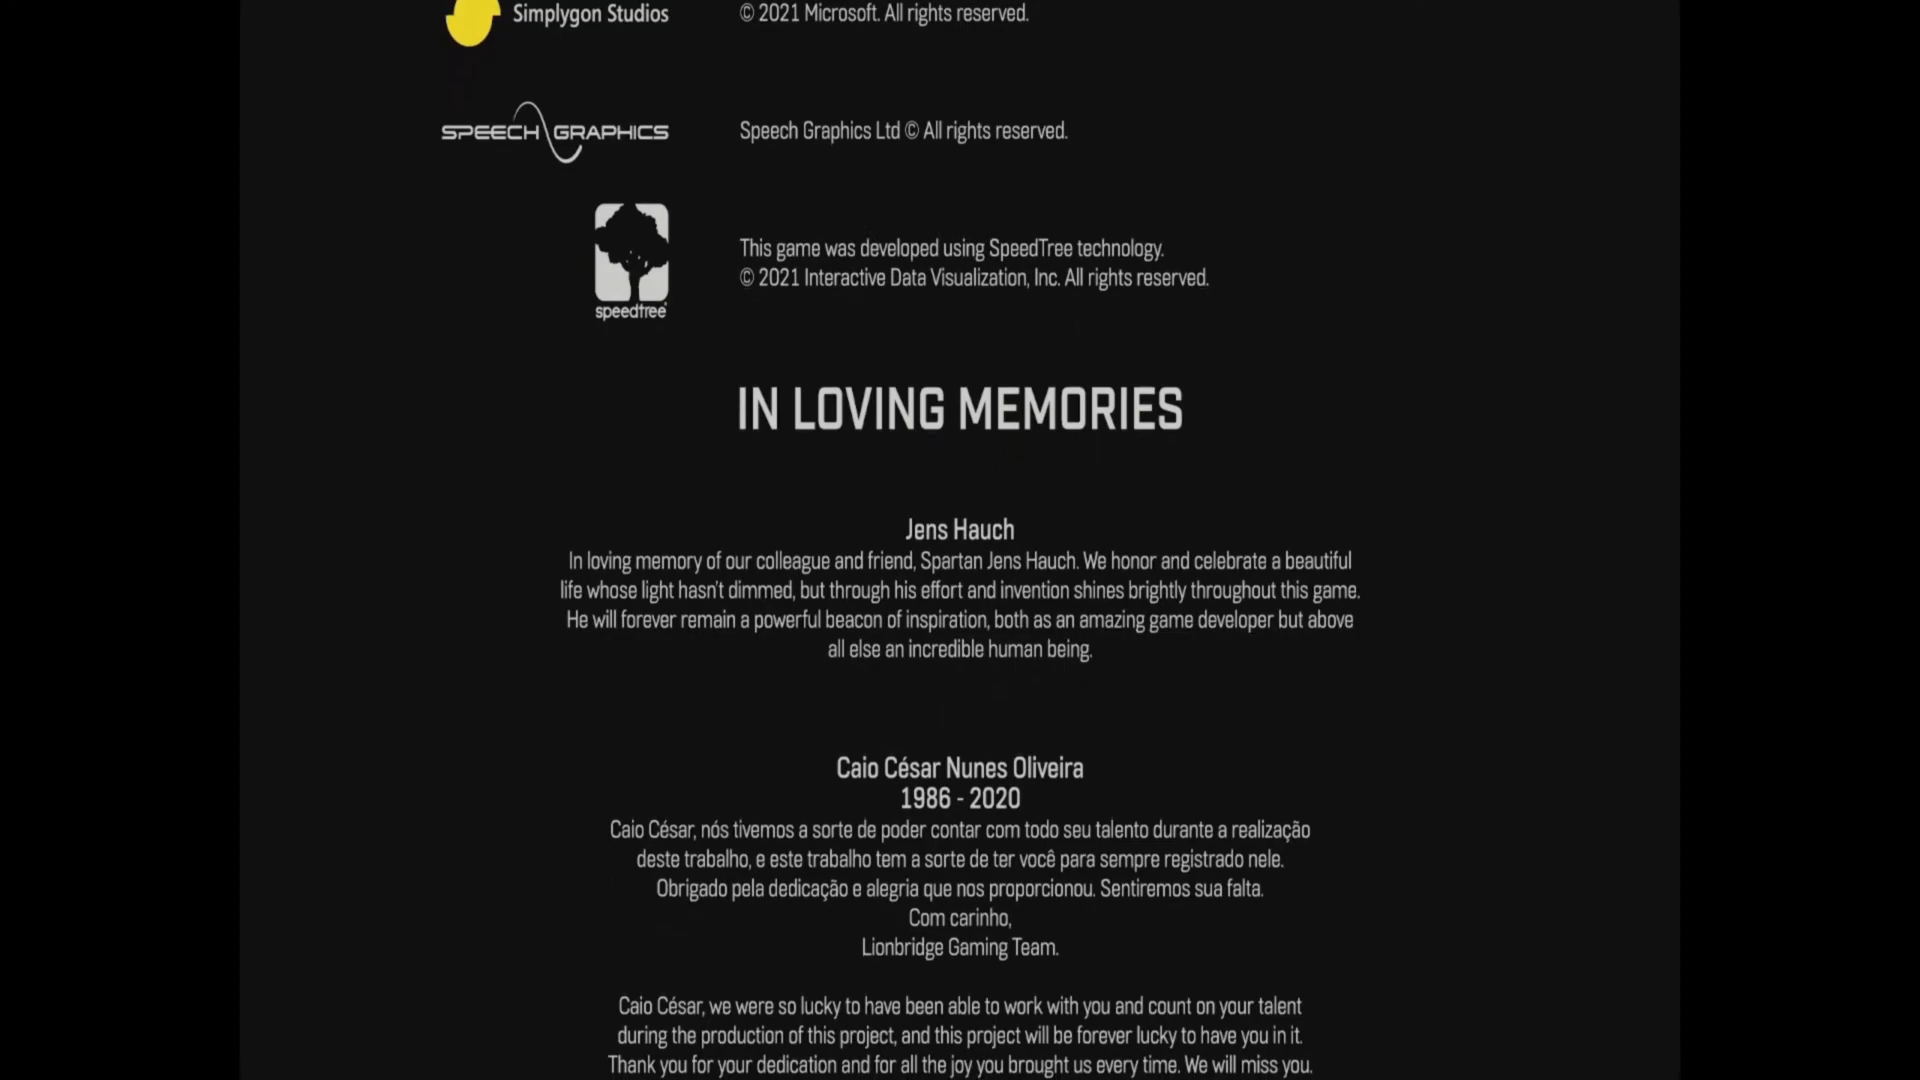 Simplygon Studios
© 2021 Microsoft. All rights reserved.
SPEECH GRAPHICS
Speech Graphics Ltd © All rights reserved.
This game was developed using SpeedTree technology.
© 2021 Interactive Data Visualization, Inc. All rights reserved.
speedtree®
IN LOVING MEMORIES
Jens Hauch
In loving memory of our colleague and friend, Spartan Jens Hauch. We honor and celebrate a beautiful
life whose light hasn't dimmed, but through his effort and invention shines brightly throughout this game.
He will forever remain a powerful beacon of inspiration, both as an amazing game developer but above
all else an incredible human being.
Caio César Nunes Oliveira
1986 - 2020
Caio César, nós tivemos a sorte de poder contar com todo seu talento durante a realização
deste trabalho, e este trabalho tem a sorte de ter você para sempre registrado nele.
Obrigado pela dedicação e alegria que nos proporcionou. Sentiremos sua falta.
Com carinho,
Lionbridge Gaming Team.
Caio César, we were so lucky to have been able to work with you and count on your talent
during the production of this project, and this project will be forever lucky to have you in it.
Thank you for your dedication and for all the joy you brought us every time. We will miss you.